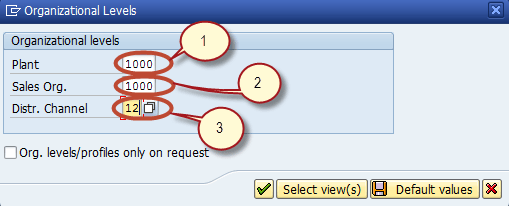 Organizational Levels
Organizational levels
1
Plant 1000
Sales Org. 1000
2
Distr. Channel 12
3
Org. levels/profiles only on request
Select view(s) Default values